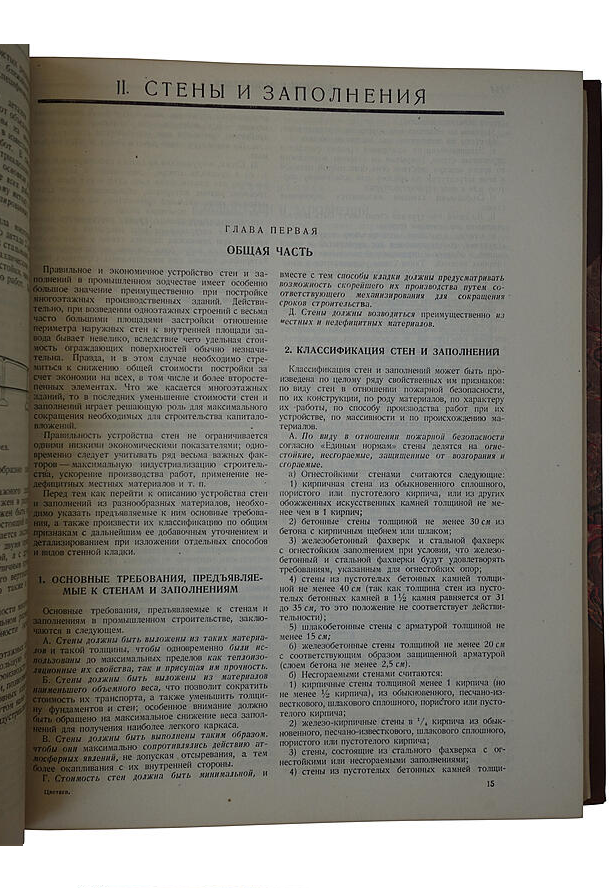 II. СТЕНЫ И ЗАПОЛНЕНИЯ
ГЛАВА ПЕРВАЯ
ОБЩАЯ ЧАСТЬ
Правильное и экономичное устройство стен и за-
полнений в промышленном зодчестве имеет особенно
большое значение преимущественно при постройке
многоэтажных производственных зданий. Действи-
тельно, при возведении одноэтажных строений с весьма
часто большими площадями застройки отношение
периметра наружных стен к внутренней площади за-
вода бывает невелико, вследствие чего удельная стои-
мость ограждающих поверхностей обычно незначи-
тельна. Правда, и в этом случае необходимо стре-
миться к снижению общей стоимости постройки за
счет экономии на всех, в том числе и более второсте-
пенных элементах. Что же касается многоэтажных
зданий, то в последних уменьшение стоимости стен и
заполнений играет решающую роль для максимального
сокращения необходимых для строительства капитало-
вложений.
Правильность устройства стен не ограничивается
одними низкими экономическими показателями; одно-
временно следует учитывать ряд весьма важных фак-
торов — максимальную индустриализацию строитель-
ства, ускорение производства работ, применение не-
дефицитных местных материалов и т. п.
Перед тем как перейти к описанию устройства стен
и заполнений из разнообразных материалов, необхо-
димо указать предъявляемые к ним основные требова-
ния, а также произвести их классификацию по общим
признакам с дальнейшим ее добавочным уточнением и
детализированием при изложении отдельных способов
и видов стенной кладки.
1. ОСНОВНЫЕ ТРЕБОВАНИЯ, ПРЕДЪЯВЛЯЕ-
МЫЕ К СТЕНАМ И ЗАПОЛНЕНИЯМ
Основные требования, предъявляемые к стенам и
заполнениям в промышленном строительстве, заклю-
чаются в следующем.
А. Стены должны быть выложены из таких материа-
лов и такой толщины, чтобы одновременно были ис-
пользованы до максимальных пределов как теплоизо-
ляционные их свойства, так и присущая им прочность.
Б. Стены должны быть выложены из материалов
наименьшего объемного веса, что позволит сократить
стоимость их транспорта, а также уменьшить толщи-
ну фундаментов и стен; особенное внимание должно
быть обращено на максимальное снижение веса запол-
нений для получения наиболее легкого каркаса.
В. Стены должны быть выполнены таким образом,
чтобы они максимально сопротивлялись действию ат-
мосферных явлений, не допуская отсыревания, а тем
более окапливания с их внутренней стороны.
Г. Стоимость стен должна быть минимальной, и
Цветаев.
вместе с тем способы кладки должны предусматривать
возможность скорейшего их производства путем со-
ответствующего механизирования для сокращения
сроков строительства.
Д. Стены должны возводиться преимущественно из
местных и недефицитных материалов.
2. КЛАССИФИКАЦИЯ СТЕН И ЗАПОЛНЕНИЙ
Классификация стен и заполнений может быть про-
изведена по целому ряду свойственных им признаков:
по виду стен в отношении пожарной безопасности,
по их конструкции, по роду материалов, по характеру
их работы, по способу производства работ при их
устройстве, по массивности и по происхождению ма-
териалов.
А. По виду в отношении пожарной безопасности
согласно «Единым нормам» стены делятся на огне-
стойкие, несгораемые, защищенные от возгорания и
сгораемые.
а) Огнестойкими стенами считаются следующие:
1) кирпичная стена из обыкновенного сплошного,
пористого или пустотелого кирпича, или из других
обожженных искусственных камней толщиной не ме-
нее чем в 1 кирпич;
2) бетонные стены толщиной не менее 30 см из
бетона с кирпичным щебнем или шлаком;
3) железобетонный фахверк и стальной фахверк
с огнестойким заполнением при условии, что железо-
бетонный и стальной фахверки будут удовлетворять
требованиям, указанным для огнестойких опор;
4) стены из пустотелых бетонных камней толщи-
ной не менее 40 см (так как толщина стен из пусто-
телых бетонных камней в 1½ камня равняется от 31
до 35 см, то это положение не соответствует действи-
тельности);
5) шлакобетонные стены с арматурой толщиной не
менее 15 см;
6) железобетонные стены толщиной не менее 20 см
с соответствующим образом защищенной арматурой
(слоем бетона не менее 2,5 см).
б) Несгораемыми стенами считаются:
1) кирпичные стены толщиной менее 1 кирпича (но
не менее ½ кирпича), из обыкновенного, песчано-из-
весткового, шлакового сплошного, пористого или пусто-
телого кирпича;
2) железо-кирпичные стены в ¼ кирпича из обык-
новенного, песчано-известкового, шлакового сплошного,
пористого или пустотелого кирпича;
3) стены, состоящие из стального фахверка с ог-
нестойкими или несгораемыми заполнениями;
4) стены из пустотелых бетонных камней толщи-
15